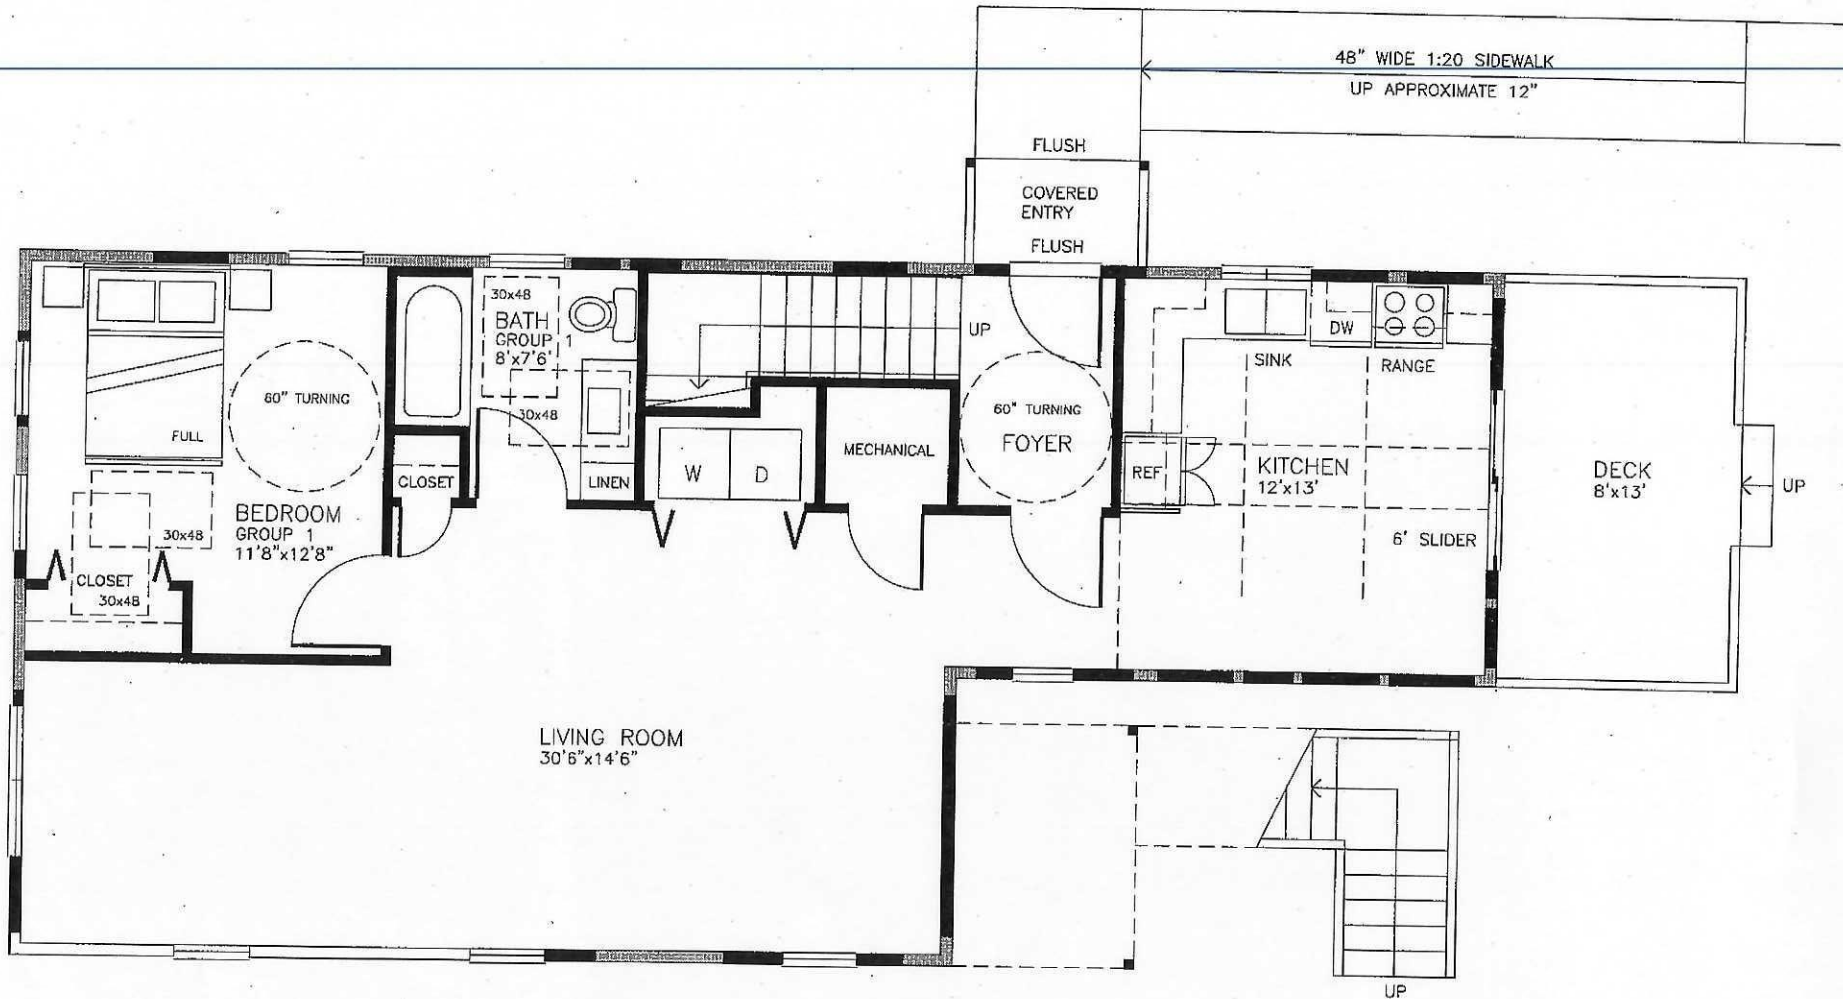 48" WIDE 1:20 SIDEWALK
UP APPROXIMATE 12"
FLUSH
COVERED
ENTRY
FLUSH
30x48
BATH
GROUP 1
8'x7'6"
30x48
LINEN
UP
60" TURNING
FOYER
SINK
DW
RANGE
REF
KITCHEN
12'x13'
6' SLIDER
DECK
8'x13'
UP
60" TURNING
FULL
BEDROOM
GROUP 1
11'8"x12'8"
30x48
CLOSET
30x48
CLOSET
W
D
MECHANICAL
LIVING ROOM
30'6"x14'6"
UP